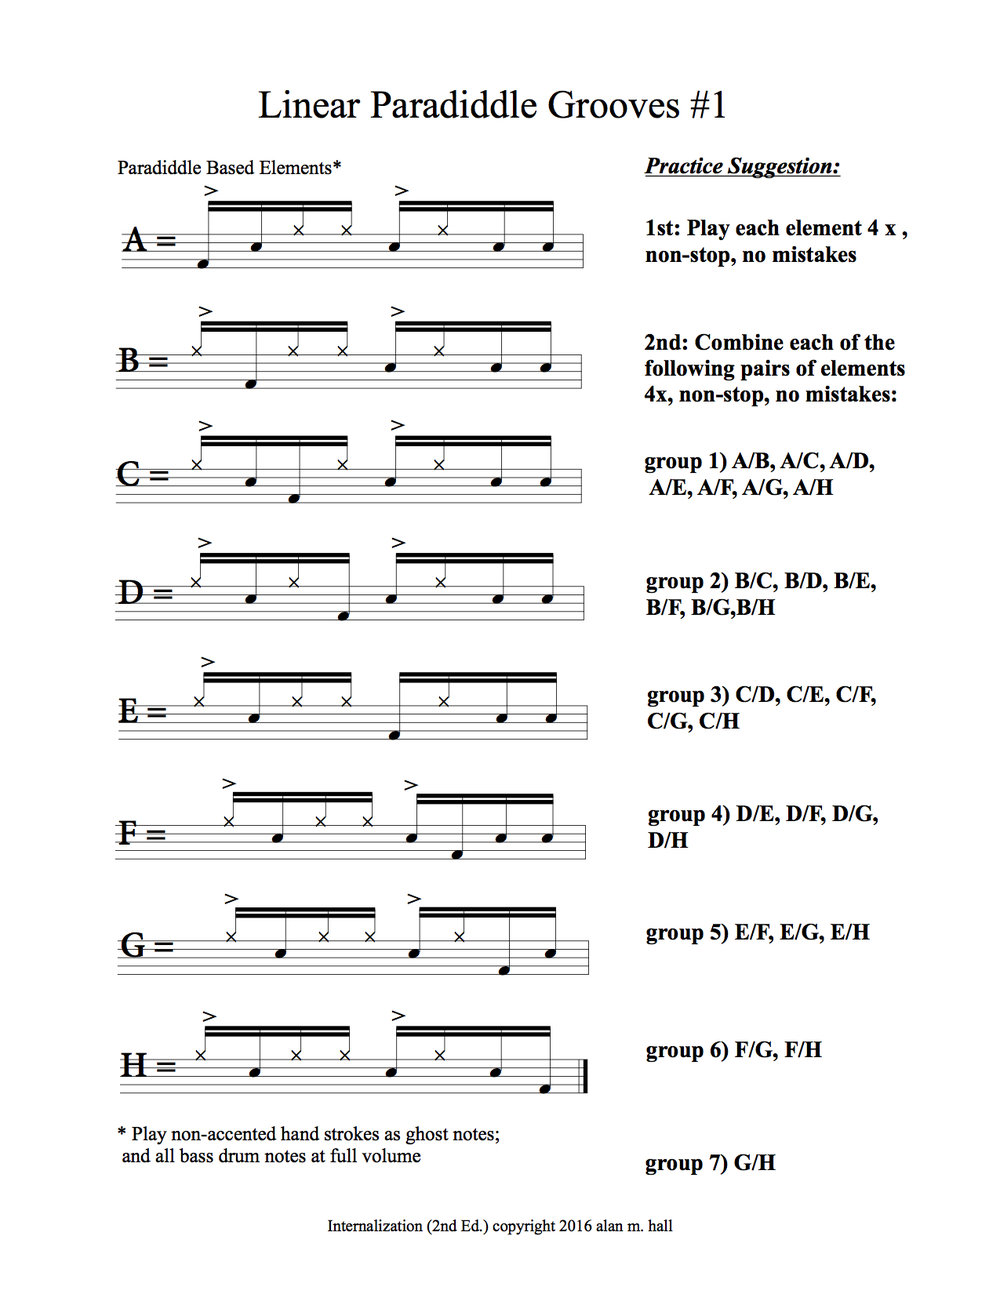 Linear Paradiddle Grooves #1
Paradiddle Based Elements*
A =
B =
C =
D =
E =
F =
G =
H =
* Play non-accented hand strokes as ghost notes;
and all bass drum notes at full volume
Practice Suggestion:
1st: Play each element 4 x ,
non-stop, no mistakes
2nd: Combine each of the
following pairs of elements
4x, non-stop, no mistakes:
group 1) A/B, A/C, A/D,
A/E, A/F, A/G, A/H
group 2) B/C, B/D, B/E,
B/F, B/G,B/H
group 3) C/D, C/E, C/F,
C/G, C/H
group 4) D/E, D/F, D/G,
D/H
group 5) E/F, E/G, E/H
group 6) F/G, F/H
group 7) G/H
Internalization (2nd Ed.) copyright 2016 alan m. hall